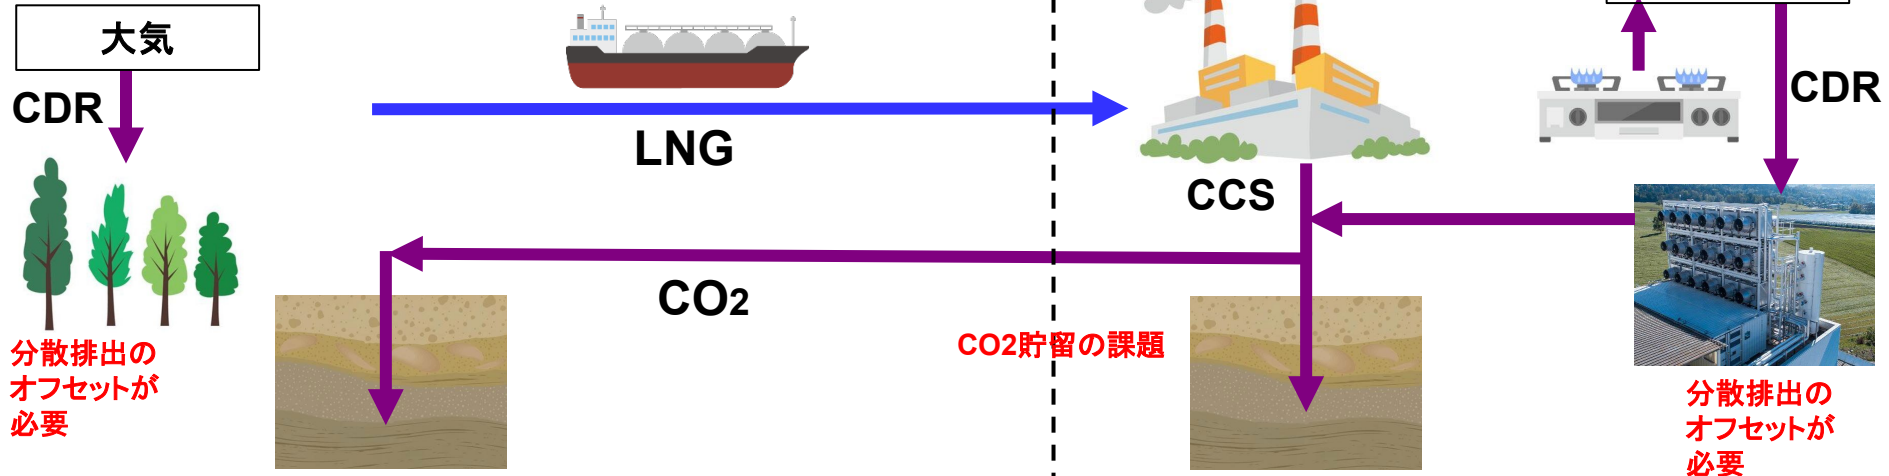 大気
CDR
LNG
CDR
CCS
CO2
CO2貯留の課題
分散排出の
オフセットが
必要
分散排出の
オフセットが
必要